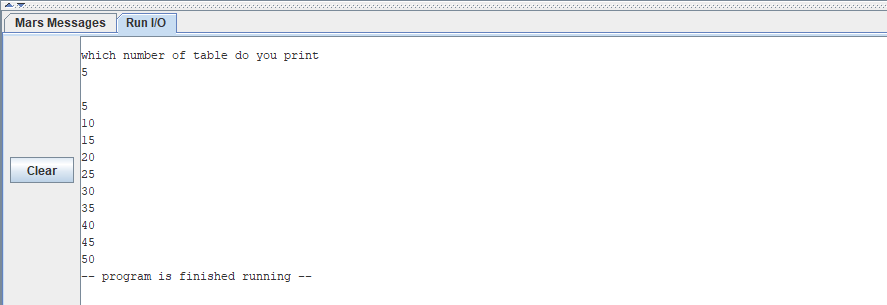 Mars Messages Run I/O
which number of table do you print
5
5
10
15
20
25
30
35
40
45
50
-- program is finished running --
Clear